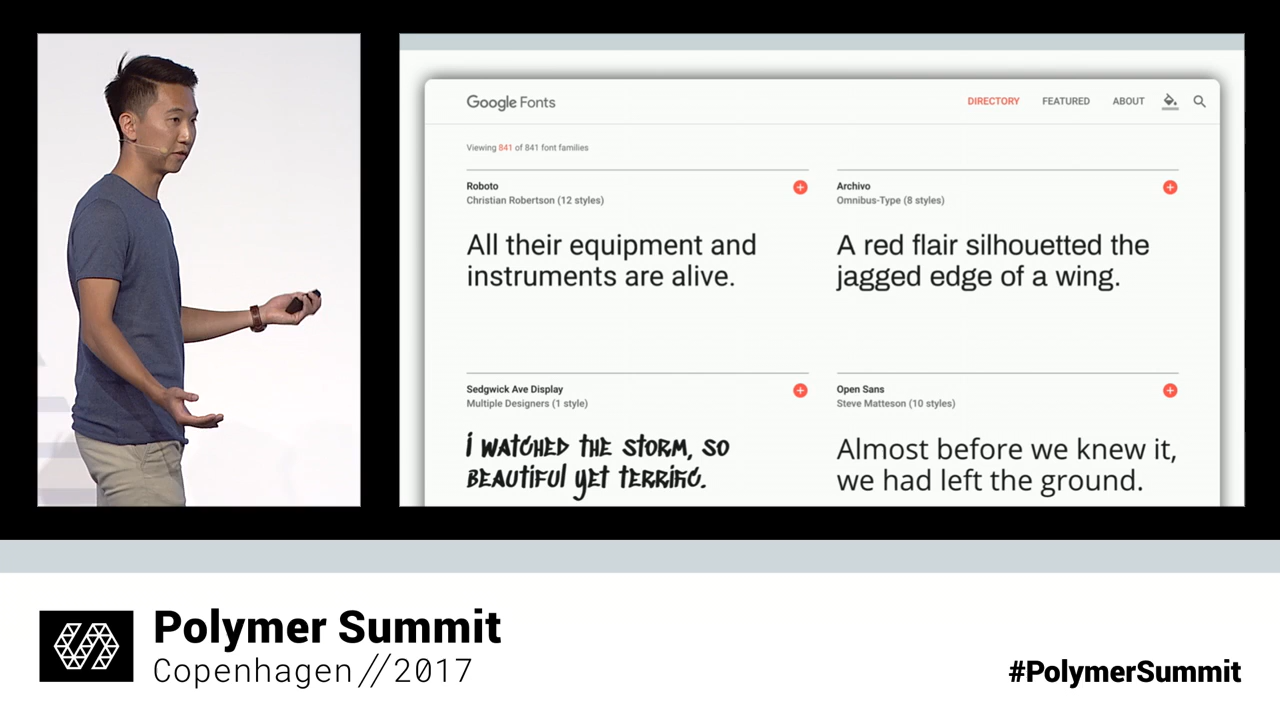 Google Fonts
DIRECTORY FEATURED ABOUT
Viewing 841 of 841 font families
Roboto
Christian Robertson (12 styles)
All their equipment and
instruments are alive.
Archivo
Omnibus-Type (8 styles)
A red flair silhouetted the
jagged edge of a wing.
Sedgwick Ave Display
Multiple Designers (1 style)
I WATCHED THE STORM, SO
BEAUTIFUL YET TERRIFIC.
Open Sans
Steve Matteson (10 styles)
Almost before we knew it,
we had left the ground.
Polymer Summit
Copenhagen//2017
#PolymerSummit